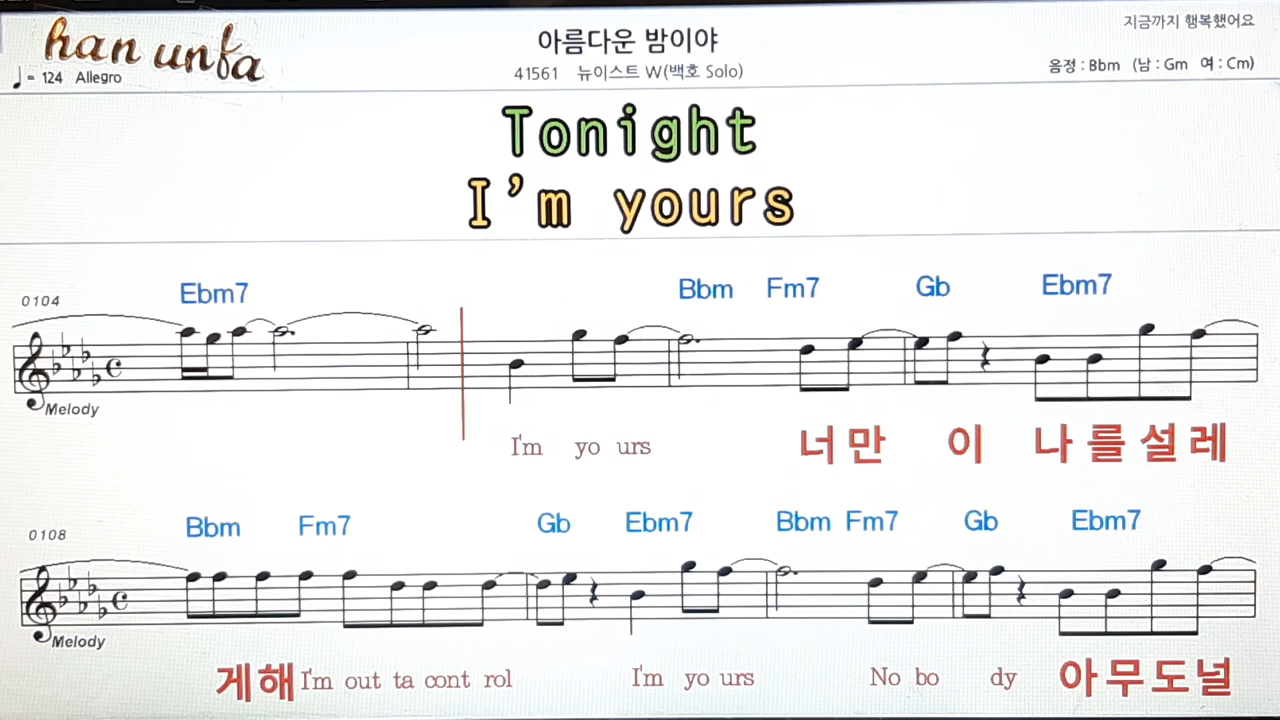 han unfa
아름다운 밤이야
지금까지 행복했어요
♩= 124 Allegro
41561 뉴이스트 W(백호 Solo)
음정 : Bbm (남 : Gm 여 : Cm)
Tonight
I'm yours
0104 Ebm7 Bbm Fm7 Gb Ebm7
Melody
I'm yo urs 너 만 이 나 를 설 레
0108 Bbm Fm7 Gb Ebm7 Bbm Fm7 Gb Ebm7
Melody
게 해 I'm out ta cont rol I'm yo urs No bo dy 아 무 도 널